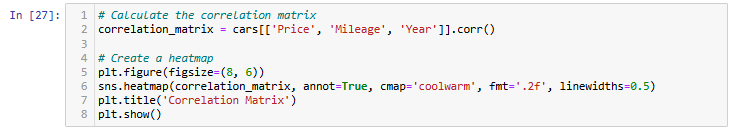 In [27]:
1 # Calculate the correlation matrix
2 correlation_matrix = cars[['Price', 'Mileage', 'Year']].corr()
3
4 # Create a heatmap
5 plt.figure(figsize=(8, 6))
6 sns.heatmap(correlation_matrix, annot=True, cmap='coolwarm', fmt='.2f', linewidths=0.5)
7 plt.title('Correlation Matrix')
8 plt.show()